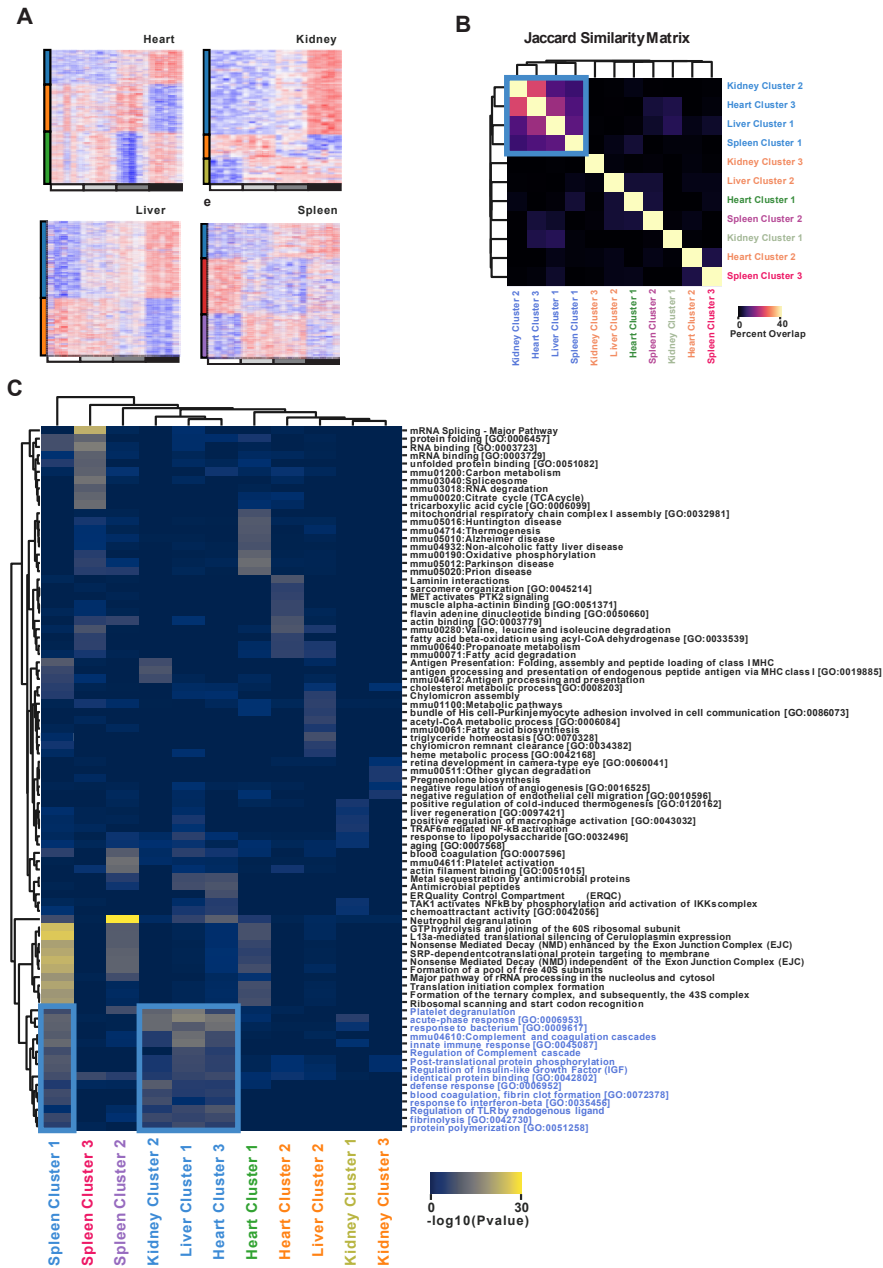 A
Heart
Kidney
e
Liver
Spleen
B
Jaccard Similarity Matrix
Kidney Cluster 2
Heart Cluster 3
Liver Cluster 1
Spleen Cluster 1
Kidney Cluster 3
Liver Cluster 2
Heart Cluster 1
Spleen Cluster 2
Kidney Cluster 1
Heart Cluster 2
Spleen Cluster 3
Kidney Cluster 2
Heart Cluster 3
Liver Cluster 1
Spleen Cluster 1
Kidney Cluster 3
Liver Cluster 2
Heart Cluster 1
Spleen Cluster 2
Kidney Cluster 1
Heart Cluster 2
Spleen Cluster 3
0 40
Percent Overlap
C
mRNA Splicing - Major Pathway
protein folding [GO:0006457]
RNA binding [GO:0003723]
mRNA binding [GO:0003729]
unfolded protein binding [GO:0051082]
mmu01200:Carbon metabolism
mmu03040:Spliceosome
mmu03018:RNA degradation
mmu00020:Citrate cycle (TCA cycle)
tricarboxylic acid cycle [GO:0006099]
mitochondrial respiratory chain complex I assembly [GO:0032981]
mmu05016:Huntington disease
mmu04714:Thermogenesis
mmu05010:Alzheimer disease
mmu04932:Non-alcoholic fatty liver disease
mmu00190:Oxidative phosphorylation
mmu05012:Parkinson disease
mmu05020:Prion disease
Laminin interactions
sarcomere organization [GO:0045214]
MET activates PTK2 signaling
muscle alpha-actinin binding [GO:0051371]
flavin adenine dinucleotide binding [GO:0050660]
actin binding [GO:0003779]
mmu00280:Valine, leucine and isoleucine degradation
fatty acid beta-oxidation using acyl-CoA dehydrogenase [GO:0033539]
mmu00640:Propanoate metabolism
mmu00071:Fatty acid degradation
Antigen Presentation: Folding, assembly and peptide loading of class I MHC
antigen processing and presentation of endogenous peptide antigen via MHC class I [GO:0019885]
mmu04612:Antigen processing and presentation
cholesterol metabolic process [GO:0008203]
Chylomicron assembly
mmu01100:Metabolic pathways
bundle of His cell-Purkinje myocyte adhesion involved in cell communication [GO:0086073]
acetyl-CoA metabolic process [GO:0006084]
mmu00061:Fatty acid biosynthesis
triglyceride homeostasis [GO:0070328]
chylomicron remnant clearance [GO:0034382]
heme metabolic process [GO:0042168]
retina development in camera-type eye [GO:0060041]
mmu00511:Other glycan degradation
Pregnenolone biosynthesis
negative regulation of angiogenesis [GO:0016525]
negative regulation of endothelial cell migration [GO:0010596]
positive regulation of cold-induced thermogenesis [GO:0120162]
liver regeneration [GO:0097421]
positive regulation of macrophage activation [GO:0043032]
TRAF6 mediated NF-kB activation
response to lipopolysaccharide [GO:0032496]
aging [GO:0007568]
blood coagulation [GO:0007596]
mmu04611:Platelet activation
actin filament binding [GO:0051015]
Metal sequestration by antimicrobial proteins
Antimicrobial peptides
ER Quality Control Compartment (ERQC)
TAK1 activates NFkB by phosphorylation and activation of IKKs complex
chemoattractant activity [GO:0042056]
Neutrophil degranulation
GTP hydrolysis and joining of the 60S ribosomal subunit
L13a-mediated translational silencing of Ceruloplasmin expression
Nonsense Mediated Decay (NMD) enhanced by the Exon Junction Complex (EJC)
SRP-dependent cotranslational protein targeting to membrane
Nonsense Mediated Decay (NMD) independent of the Exon Junction Complex (EJC)
Formation of a pool of free 40S subunits
Major pathway of rRNA processing in the nucleolus and cytosol
Translation initiation complex formation
Formation of the ternary complex, and subsequently, the 43S complex
Ribosomal scanning and start codon recognition
Platelet degranulation
acute-phase response [GO:0006953]
response to bacterium [GO:0009617]
mmu04610:Complement and coagulation cascades
innate immune response [GO:0045087]
Regulation of Complement cascade
Post-translational protein phosphorylation
Regulation of Insulin-like Growth Factor (IGF)
identical protein binding [GO:0042802]
defense response [GO:0006952]
blood coagulation, fibrin clot formation [GO:0072378]
response to interferon-beta [GO:0035456]
Regulation of TLR by endogenous ligand
fibrinolysis [GO:0042730]
protein polymerization [GO:0051258]
Spleen Cluster 1
Spleen Cluster 3
Spleen Cluster 2
Kidney Cluster 2
Liver Cluster 1
Heart Cluster 3
Heart Cluster 1
Heart Cluster 2
Liver Cluster 2
Kidney Cluster 1
Kidney Cluster 3
0 30
-log10(Pvalue)